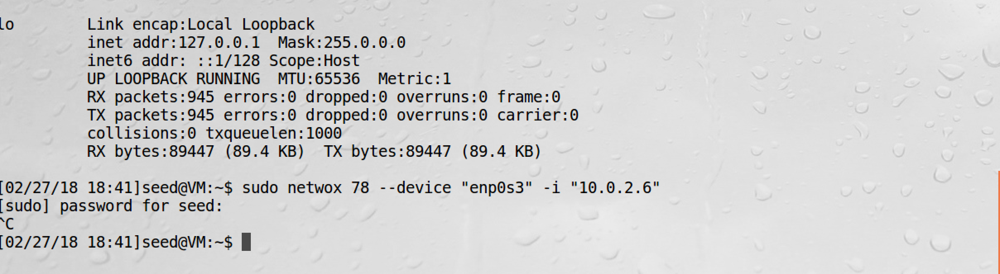 lo        Link encap:Local Loopback
          inet addr:127.0.0.1  Mask:255.0.0.0
          inet6 addr: ::1/128 Scope:Host
          UP LOOPBACK RUNNING  MTU:65536  Metric:1
          RX packets:945 errors:0 dropped:0 overruns:0 frame:0
          TX packets:945 errors:0 dropped:0 overruns:0 carrier:0
          collisions:0 txqueuelen:1000
          RX bytes:89447 (89.4 KB)  TX bytes:89447 (89.4 KB)

[02/27/18 18:41]seed@VM:~$ sudo netwox 78 --device "enp0s3" -i "10.0.2.6"
[sudo] password for seed:
^C
[02/27/18 18:41]seed@VM:~$